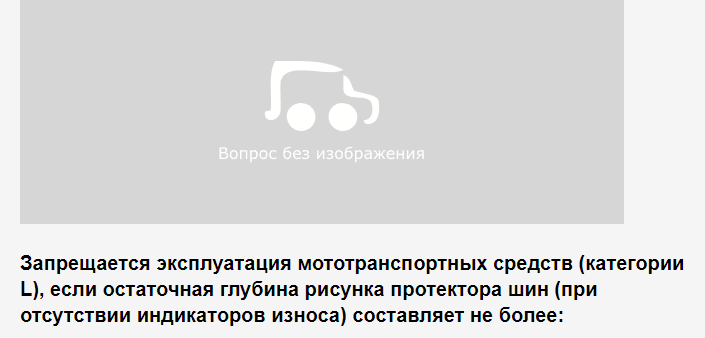 Вопрос без изображения
Запрещается эксплуатация мототранспортных средств (категории
L), если остаточная глубина рисунка протектора шин (при
отсутствии индикаторов износа) составляет не более: